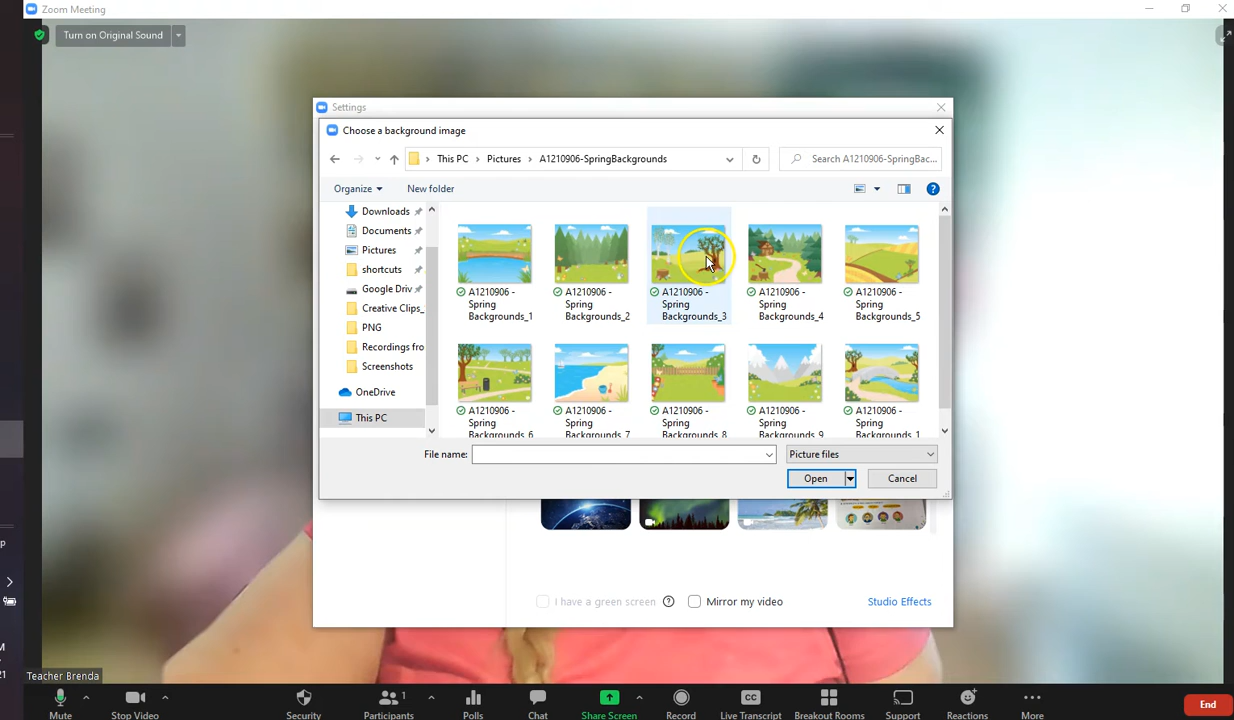 Zoom Meeting
Turn on Original Sound
Settings
Choose a background image
This PC > Pictures > A1210906-SpringBackgrounds
Search A1210906-SpringBac...
Organize
New folder
Downloads
Documents
Pictures
shortcuts
Google Driv
Creative Clips_
PNG
Recordings fro
Screenshots
OneDrive
This PC
A1210906 -
Spring
Backgrounds_1
A1210906 -
Spring
Backgrounds_2
A1210906 -
Spring
Backgrounds_3
A1210906 -
Spring
Backgrounds_4
A1210906 -
Spring
Backgrounds_5
A1210906 -
Spring
Backgrounds_6
A1210906 -
Spring
Backgrounds_7
A1210906 -
Spring
Backgrounds_8
A1210906 -
Spring
Backgrounds_9
A1210906 -
Spring
Backgrounds_1
File name:
Picture files
Open
Cancel
I have a green screen
Mirror my video
Studio Effects
p
M
21
Teacher Brenda
Mute
Stop Video
Security
Participants
1
Polls
Chat
Share Screen
Record
CC
Live Transcript
Breakout Rooms
Support
Reactions
More
End